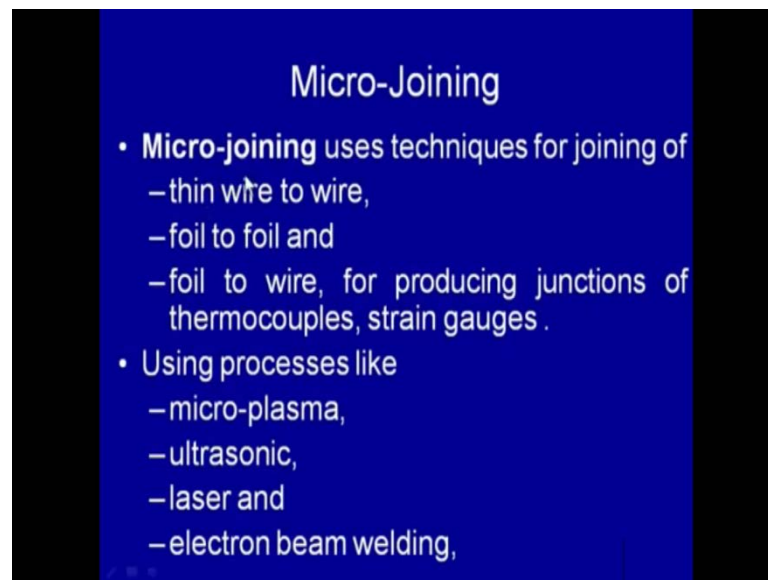 Micro-Joining
• Micro-joining uses techniques for joining of
– thin wire to wire,
– foil to foil and
– foil to wire, for producing junctions of
thermocouples, strain gauges .
• Using processes like
– micro-plasma,
– ultrasonic,
– laser and
– electron beam welding,